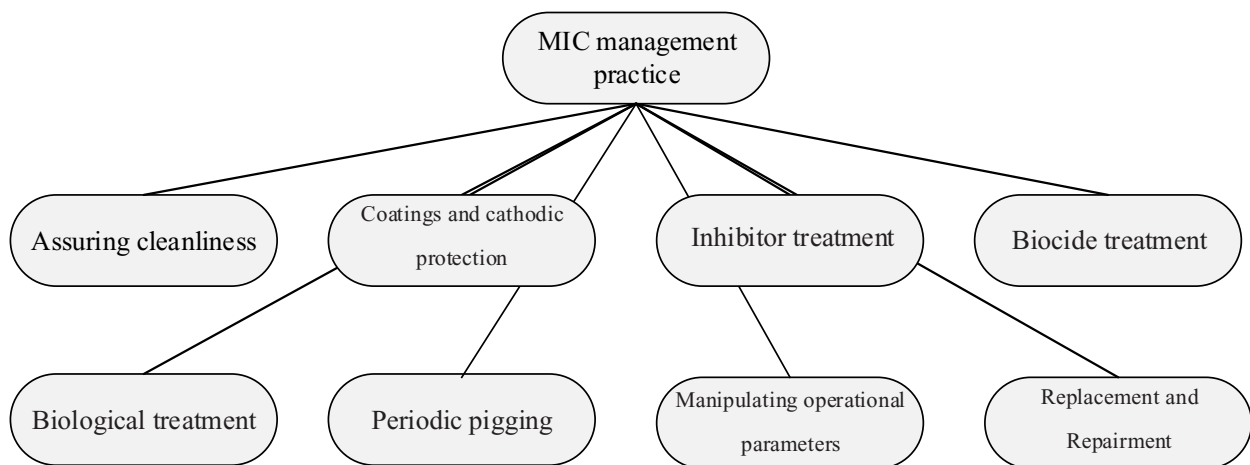 MIC management
practice
Assuring cleanliness
Coatings and cathodic
protection
Inhibitor treatment
Biocide treatment
Biological treatment
Periodic pigging
Manipulating operational
parameters
Replacement and
Repairment